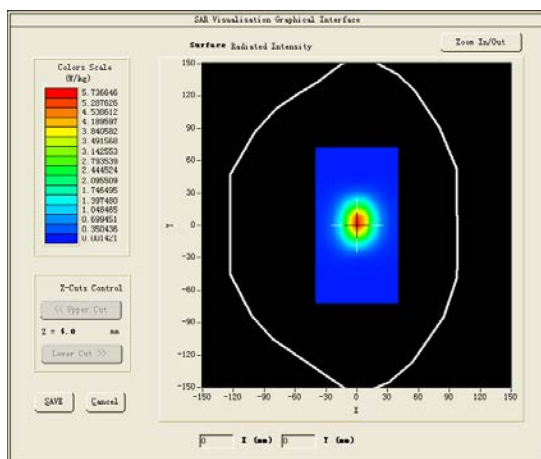 SAR Visualisation Graphical Interface
Surface Radiated Intensity
Zoom In/Out
Colors Scale
(W/kg)
5.736646
5.287626
4.538612
4.189597
3.840582
3.491568
3.142553
2.793539
2.444524
2.095509
1.746495
1.397480
1.048465
0.699451
0.350436
0.001421
150
120
90
60
30
0
-30
-60
-90
-120
-150
Y
-150 -120 -90 -60 -30 0 30 60 90 120 150
X
Z-Cuts Control
<< Upper Cut
Z = 4.0 mm
Lower Cut >>
SAVE Cancel
0 X (mm) 0 Y (mm)